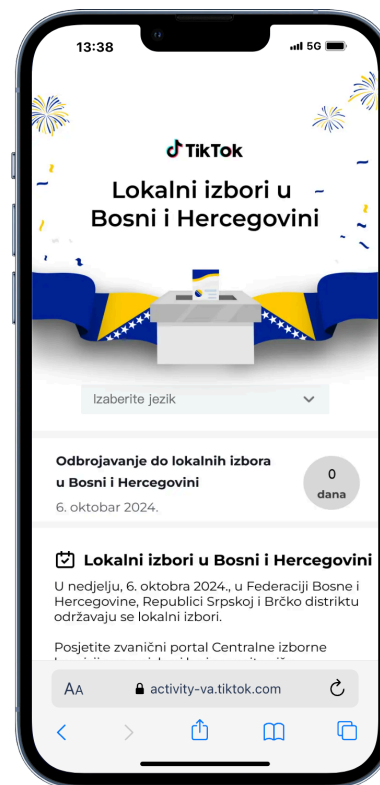 13:38
5G
TikTok
Lokalni izbori u
Bosni i Hercegovini
Izaberite jezik
Odbrojavanje do lokalnih izbora
u Bosni i Hercegovini
6. oktobar 2024.
0
dana
Lokalni izbori u Bosni i Hercegovini
U nedjelju, 6. oktobra 2024., u Federaciji Bosne i
Hercegovine, Republici Srpskoj i Brčko distriktu
održavaju se lokalni izbori.
Posjetite zvanični portal Centralne izborne
AA
activity-va.tiktok.com